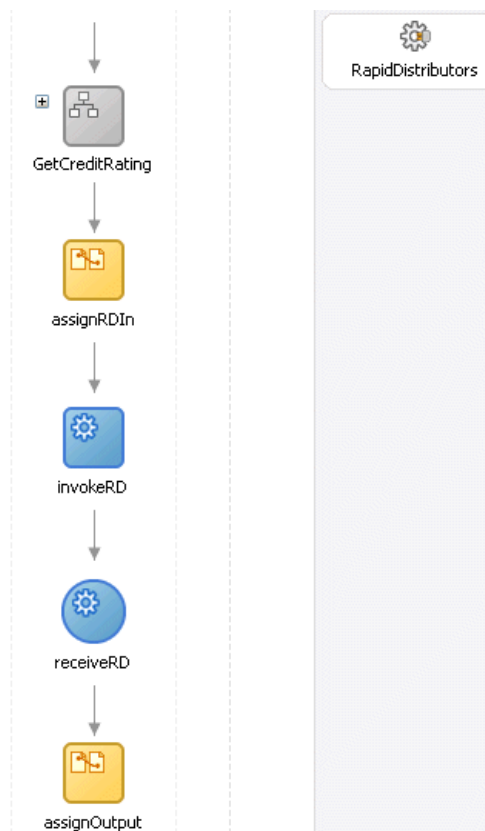 RapidDistributors
GetCreditRating
assignRDIn
invokeRD
receiveRD
assignOutput